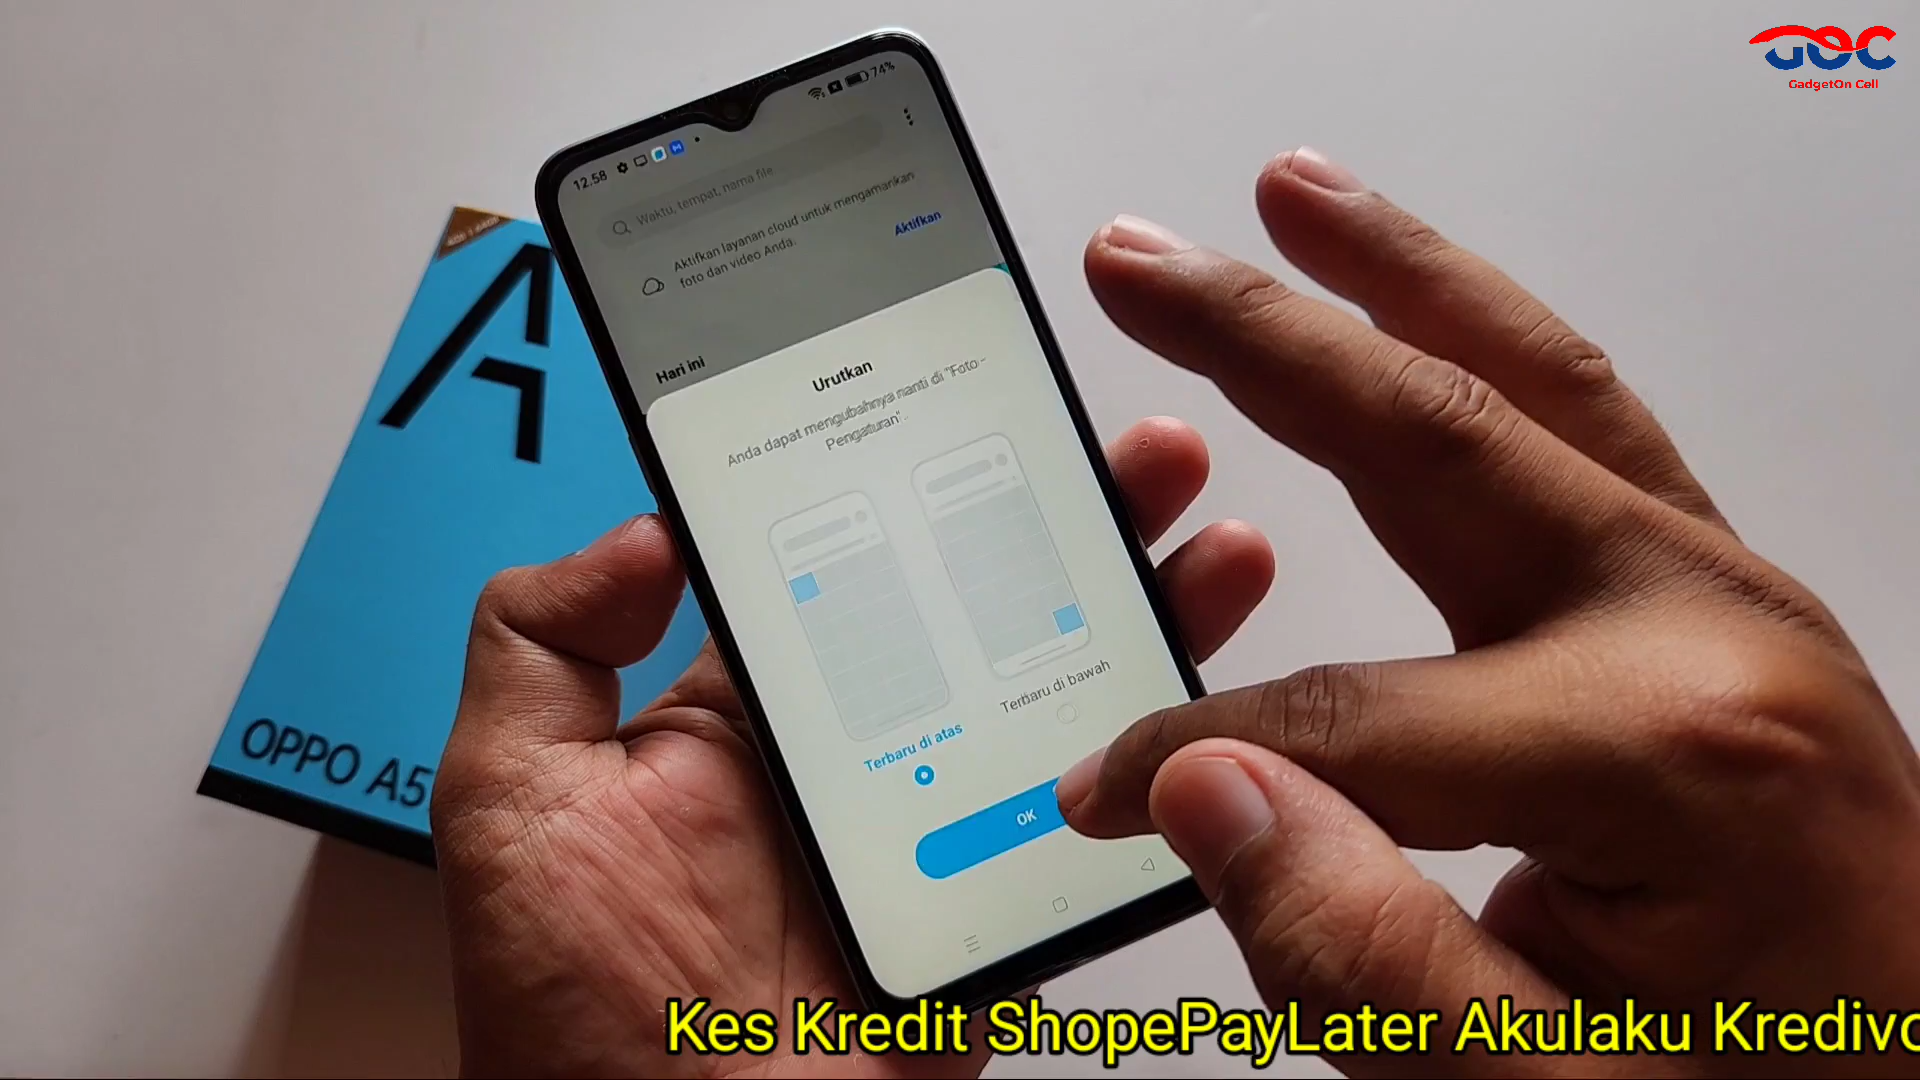 GOC
GadgetOn Cell
12.58
74%
Waktu, tempat, nama file
Aktifkan layanan cloud untuk mengamankan
foto dan video Anda.
Aktifkan
Hari ini
Urutkan
Anda dapat mengubahnya nanti di "Foto -
Pengaturan".
Terbaru di atas
Terbaru di bawah
OK
A
OPPO A5
Kes Kredit ShopePayLater Akulaku Kredivo